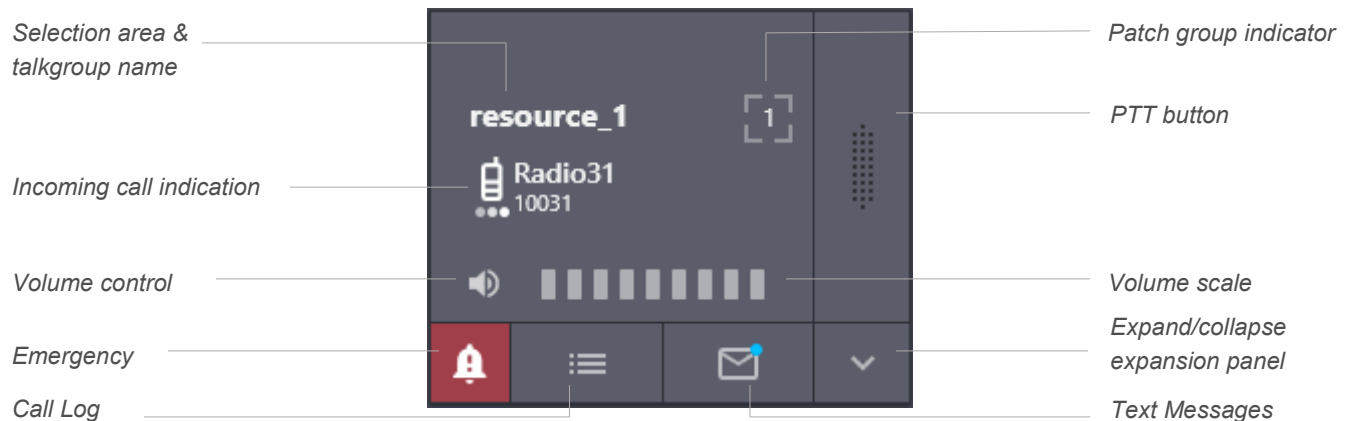 Selection area &
talkgroup name
Patch group indicator
resource_1
1
PTT button
Incoming call indication
Radio31
10031
Volume control
Volume scale
Emergency
Expand/collapse
expansion panel
Call Log
Text Messages